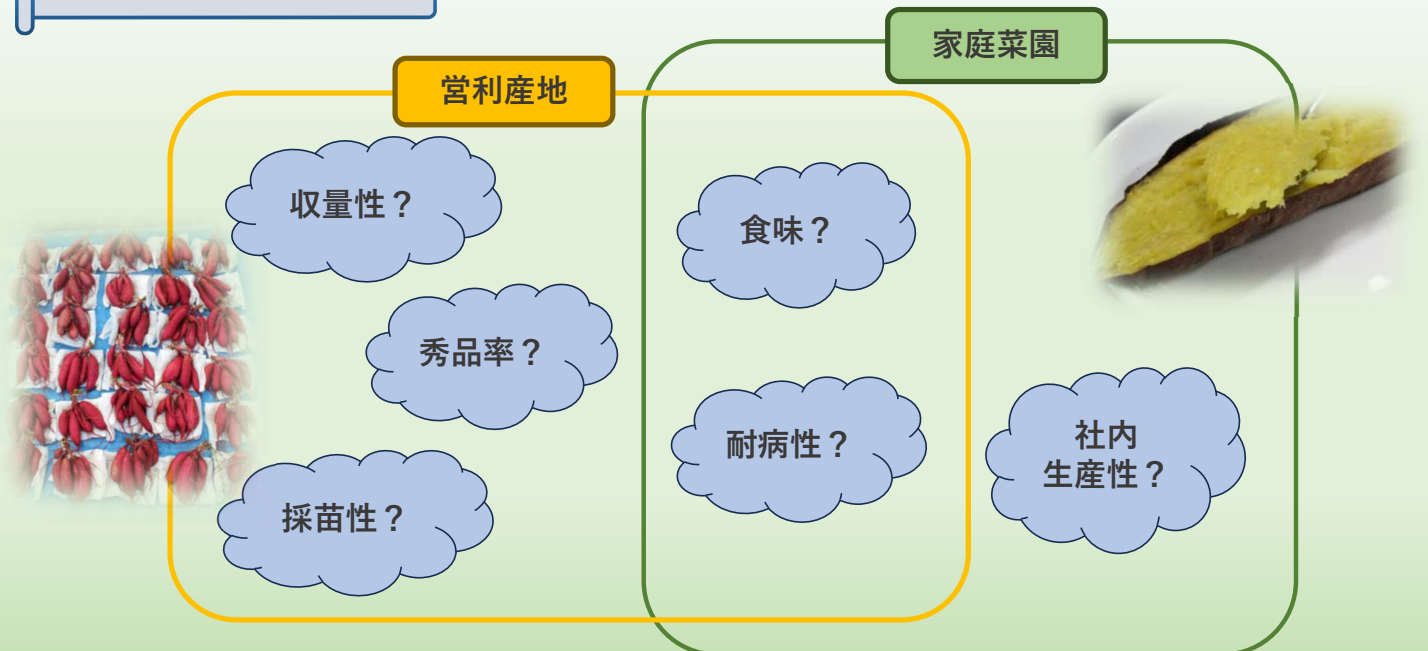 家庭菜園
営利産地
収量性？
食味？
秀品率？
耐病性？
社内
生産性？
採苗性？